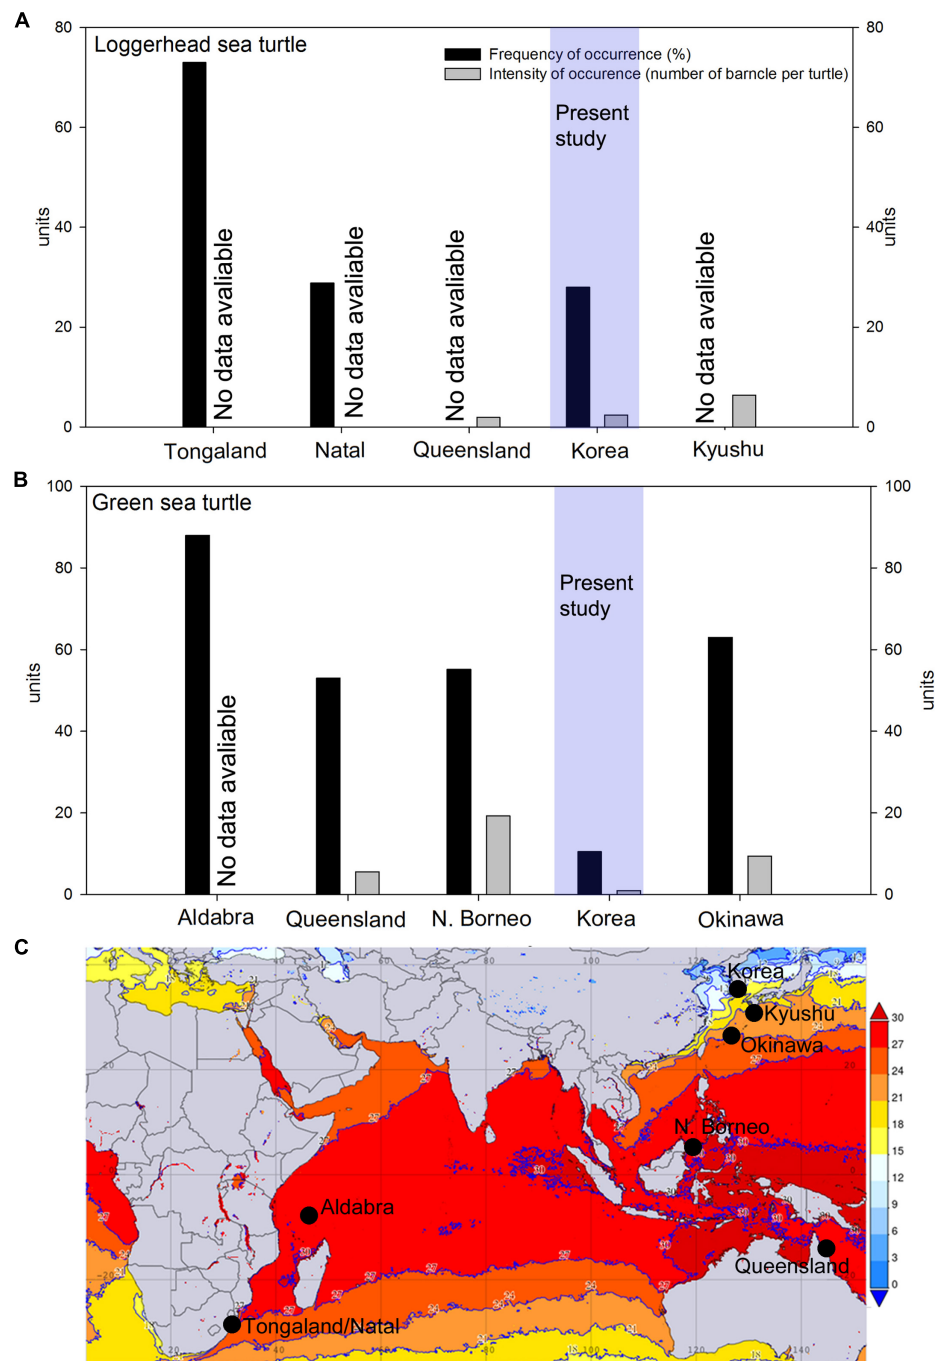 A
80
80
Loggerhead sea turtle
Frequency of occurrence (%)
Intensity of occurence (number of barncle per turtle)
Present
study
60
60
40
40
units
units
20
20
0
0
No data avaliable
No data avaliable
No data avaliable
No data avaliable
Tongaland
Natal
Queensland
Korea
Kyushu
B
100
100
Green sea turtle
80
80
Present
study
60
60
units
units
40
40
20
20
0
0
No data avaliable
Aldabra
Queensland
N. Borneo
Korea
Okinawa
C
Korea
Kyushu
Okinawa
N. Borneo
Aldabra
Queensland
Tongaland/Natal
30
27
24
21
18
15
12
9
6
3
0